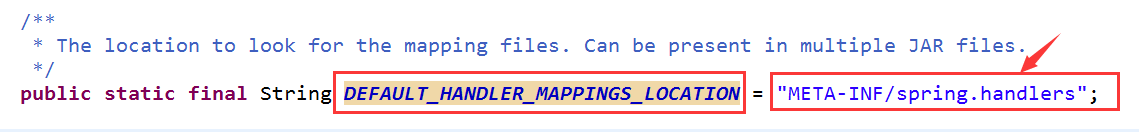 /**
* The location to look for the mapping files. Can be present in multiple JAR files.
*/
public static final String DEFAULT_HANDLER_MAPPINGS_LOCATION = "META-INF/spring.handlers";